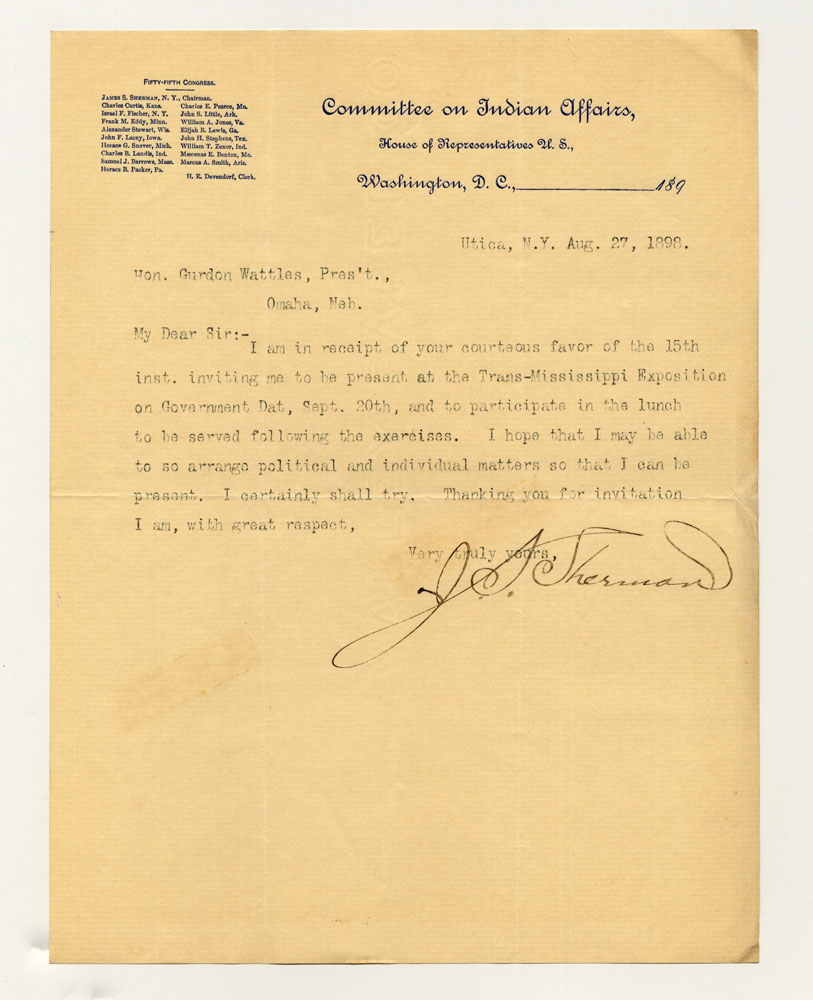 FIFTY-FIFTH CONGRESS.
JAMES S. SHERMAN, N. Y., Chairman.
Charles Curtis, Kans.
Israel F. Fischer, N. Y.
Frank M. Eddy, Minn.
Alexander Stewart, Wis.
John F. Lacey, Iowa.
Horace G. Snover, Mich.
Charles B. Landis, Ind.
Samuel J. Barrows, Mass.
Horace B. Packer, Pa.
Charles E. Pearce, Mo.
John S. Little, Ark.
William A. Jones, Va.
Elijah B. Lewis, Ga.
John H. Stephens, Tex.
William T. Zenor, Ind.
Mæcenas E. Benton, Mo.
Marcus A. Smith, Ariz.
H. E. Devendorf, Clerk.
Committee on Indian Affairs,
House of Representatives U. S.,
Washington, D. C., 189
Utica, N.Y. Aug. 27, 1898.
Hon. Gurdon Wattles, Pres't.,
Omaha, Neb.
My Dear Sir:-
I am in receipt of your courteous favor of the 15th
inst. inviting me to be present at the Trans-Mississippi Exposition
on Government Dat, Sept. 20th, and to participate in the lunch
to be served following the exercises. I hope that I may be able
to so arrange political and individual matters so that I can be
present. I certainly shall try. Thanking you for invitation
I am, with great respect,
Very truly yours,
J. S. Sherman